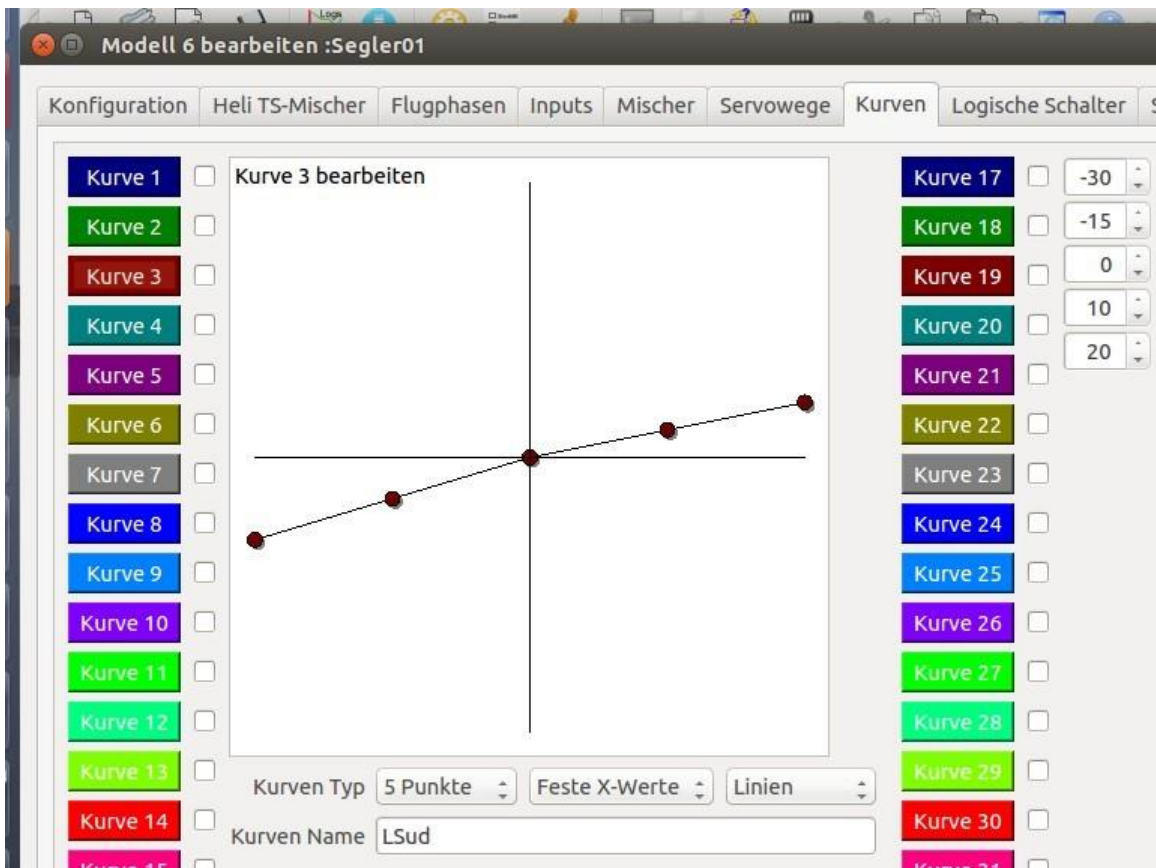 Modell 6 bearbeiten :Segler01
Konfiguration Heli TS-Mischer Flugphasen Inputs Mischer Servowege Kurven Logische Schalter
Kurve 3 bearbeiten
Kurve 1
Kurve 2
Kurve 3
Kurve 4
Kurve 5
Kurve 6
Kurve 7
Kurve 8
Kurve 9
Kurve 10
Kurve 11
Kurve 12
Kurve 13
Kurve 14
Kurve 15
Kurven Typ 5 Punkte Feste X-Werte Linien
Kurven Name LSud
Kurve 17 -30
Kurve 18 -15
Kurve 19 0
Kurve 20 10
Kurve 21 20
Kurve 22
Kurve 23
Kurve 24
Kurve 25
Kurve 26
Kurve 27
Kurve 28
Kurve 29
Kurve 30
Kurve 31